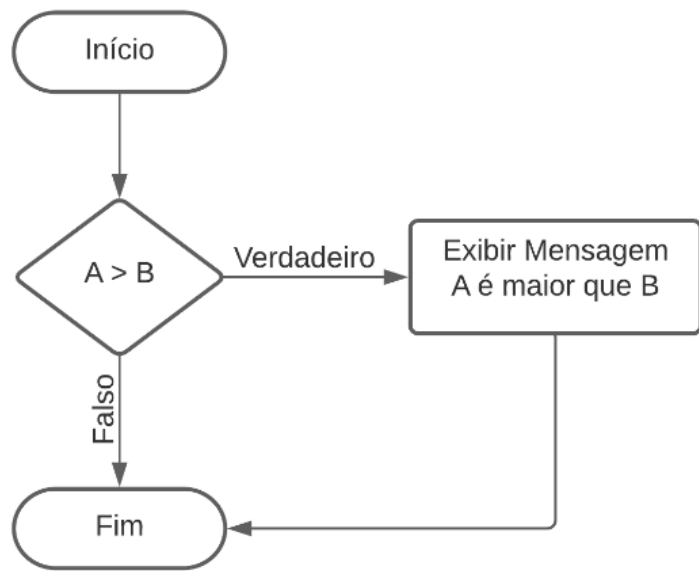 Início
A > B
Verdadeiro
Exibir Mensagem
A é maior que B
Falso
Fim